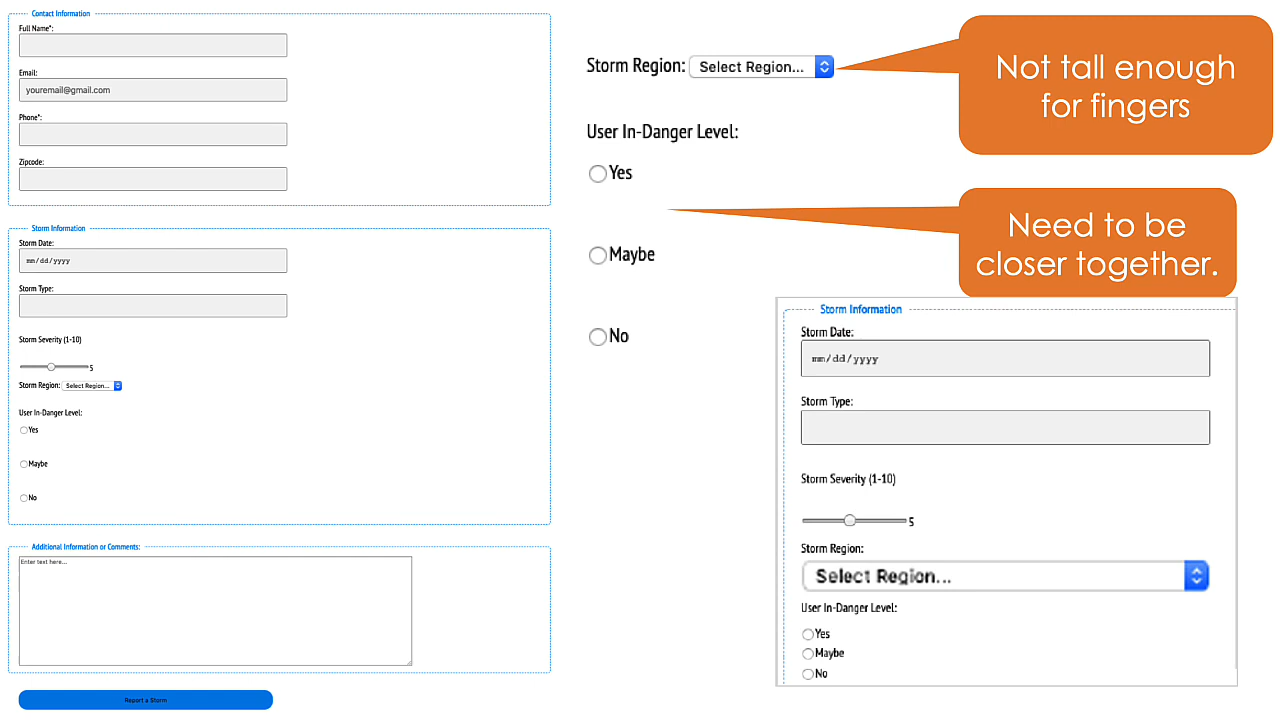 Contact Information
Full Name*:
Email:
youremail@gmail.com
Phone*:
Zipcode:
Storm Information
Storm Date:
mm/dd/yyyy
Storm Type:
Storm Severity (1-10)
5
Storm Region: Select Region...
User In-Danger Level:
Yes
Maybe
No
Additional Information or Comments:
Enter text here...
Report a Storm
Storm Region: Select Region...
User In-Danger Level:
Yes
Maybe
No
Not tall enough
for fingers
Need to be
closer together.
Storm Information
Storm Date:
mm/dd/yyyy
Storm Type:
Storm Severity (1-10)
5
Storm Region:
Select Region...
User In-Danger Level:
Yes
Maybe
No